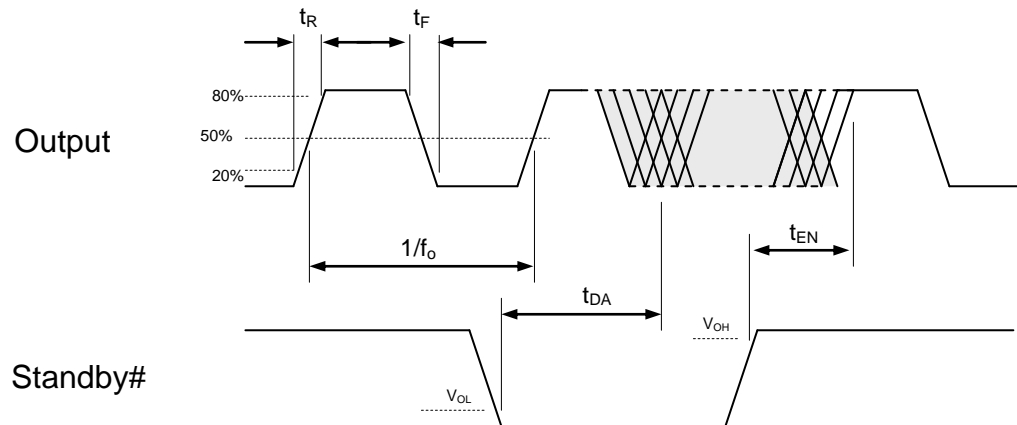 t_R t_F
80%
Output 50%
20%
1/f_o
t_EN
t_DA
V_OH
Standby#
V_OL